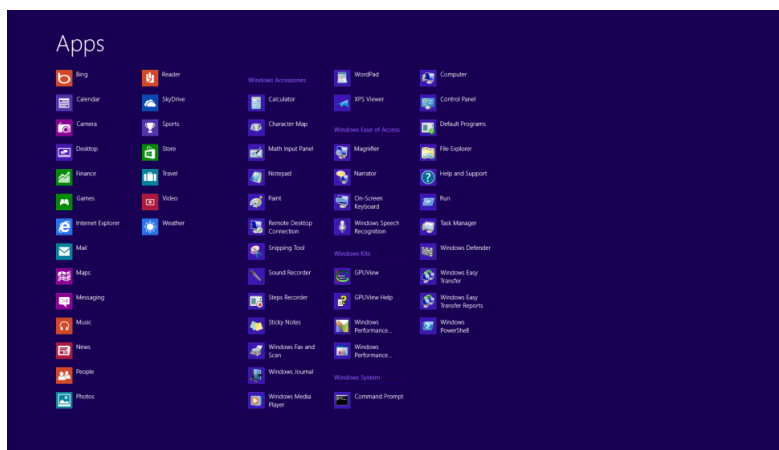 Apps
Bing
Calendar
Camera
Desktop
Finance
Games
Internet Explorer
Mail
Maps
Messaging
Music
News
People
Photos
Reader
SkyDrive
Sports
Store
Travel
Video
Weather
Windows Accessories
Calculator
Character Map
Math Input Panel
Notepad
Paint
Remote Desktop
Connection
Snipping Tool
Sound Recorder
Steps Recorder
Sticky Notes
Windows Fax and
Scan
Windows Journal
Windows Media
Player
WordPad
XPS Viewer
Windows Ease of Access
Magnifier
Narrator
On-Screen
Keyboard
Windows Speech
Recognition
Windows Kits
GPUView
GPUView Help
Windows
Performance...
Windows
Performance...
Windows System
Command Prompt
Computer
Control Panel
Default Programs
File Explorer
Help and Support
Run
Task Manager
Windows Defender
Windows Easy
Transfer
Windows Easy
Transfer Reports
Windows
PowerShell